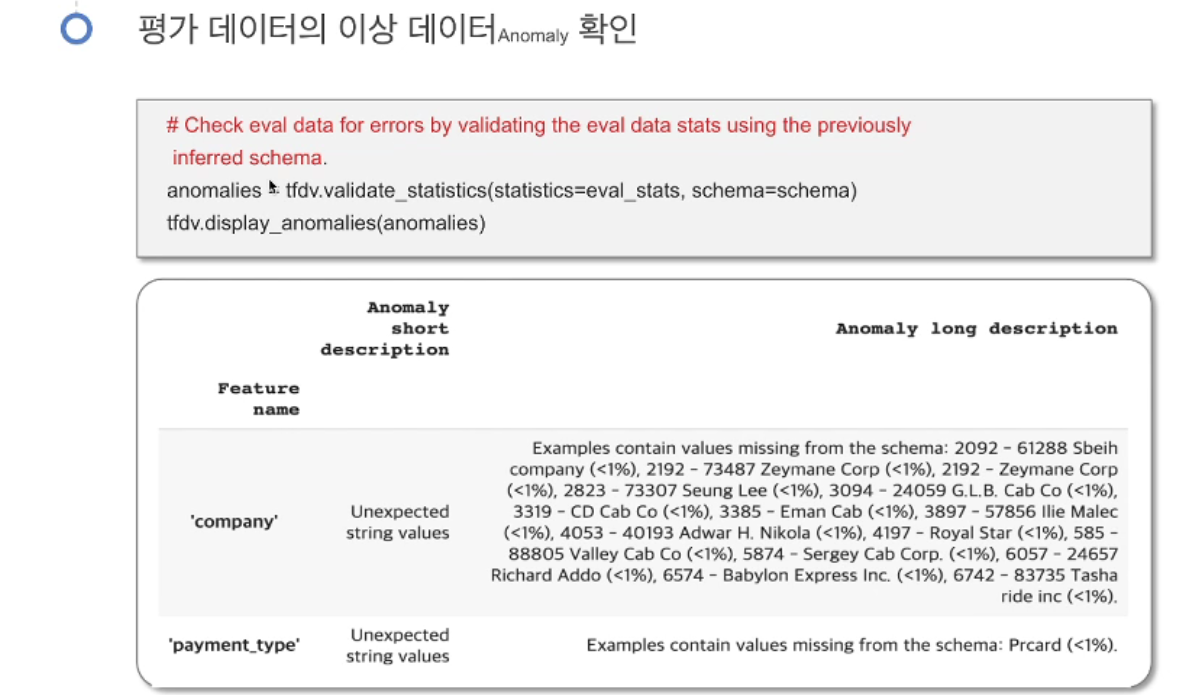 평가 데이터의 이상 데이터Anomaly 확인
# Check eval data for errors by validating the eval data stats using the previously
inferred schema.
anomalies = tfdv.validate_statistics(statistics=eval_stats, schema=schema)
tfdv.display_anomalies(anomalies)
Anomaly
short
description
Anomaly long description
Feature
name
'company'
Unexpected
string values
Examples contain values missing from the schema: 2092 - 61288 Sbeih
company (<1%), 2192 - 73487 Zeymane Corp (<1%), 2192 - Zeymane Corp
(<1%), 2823 - 73307 Seung Lee (<1%), 3094 - 24059 G.L.B. Cab Co (<1%),
3319 - CD Cab Co (<1%), 3385 - Eman Cab (<1%), 3897 - 57856 Ilie Malec
(<1%), 4053 - 40193 Adwar H. Nikola (<1%), 4197 - Royal Star (<1%), 585 -
88805 Valley Cab Co (<1%), 5874 - Sergey Cab Corp. (<1%), 6057 - 24657
Richard Addo (<1%), 6574 - Babylon Express Inc. (<1%), 6742 - 83735 Tasha
ride inc (<1%).
'payment_type'
Unexpected
string values
Examples contain values missing from the schema: Prcard (<1%).